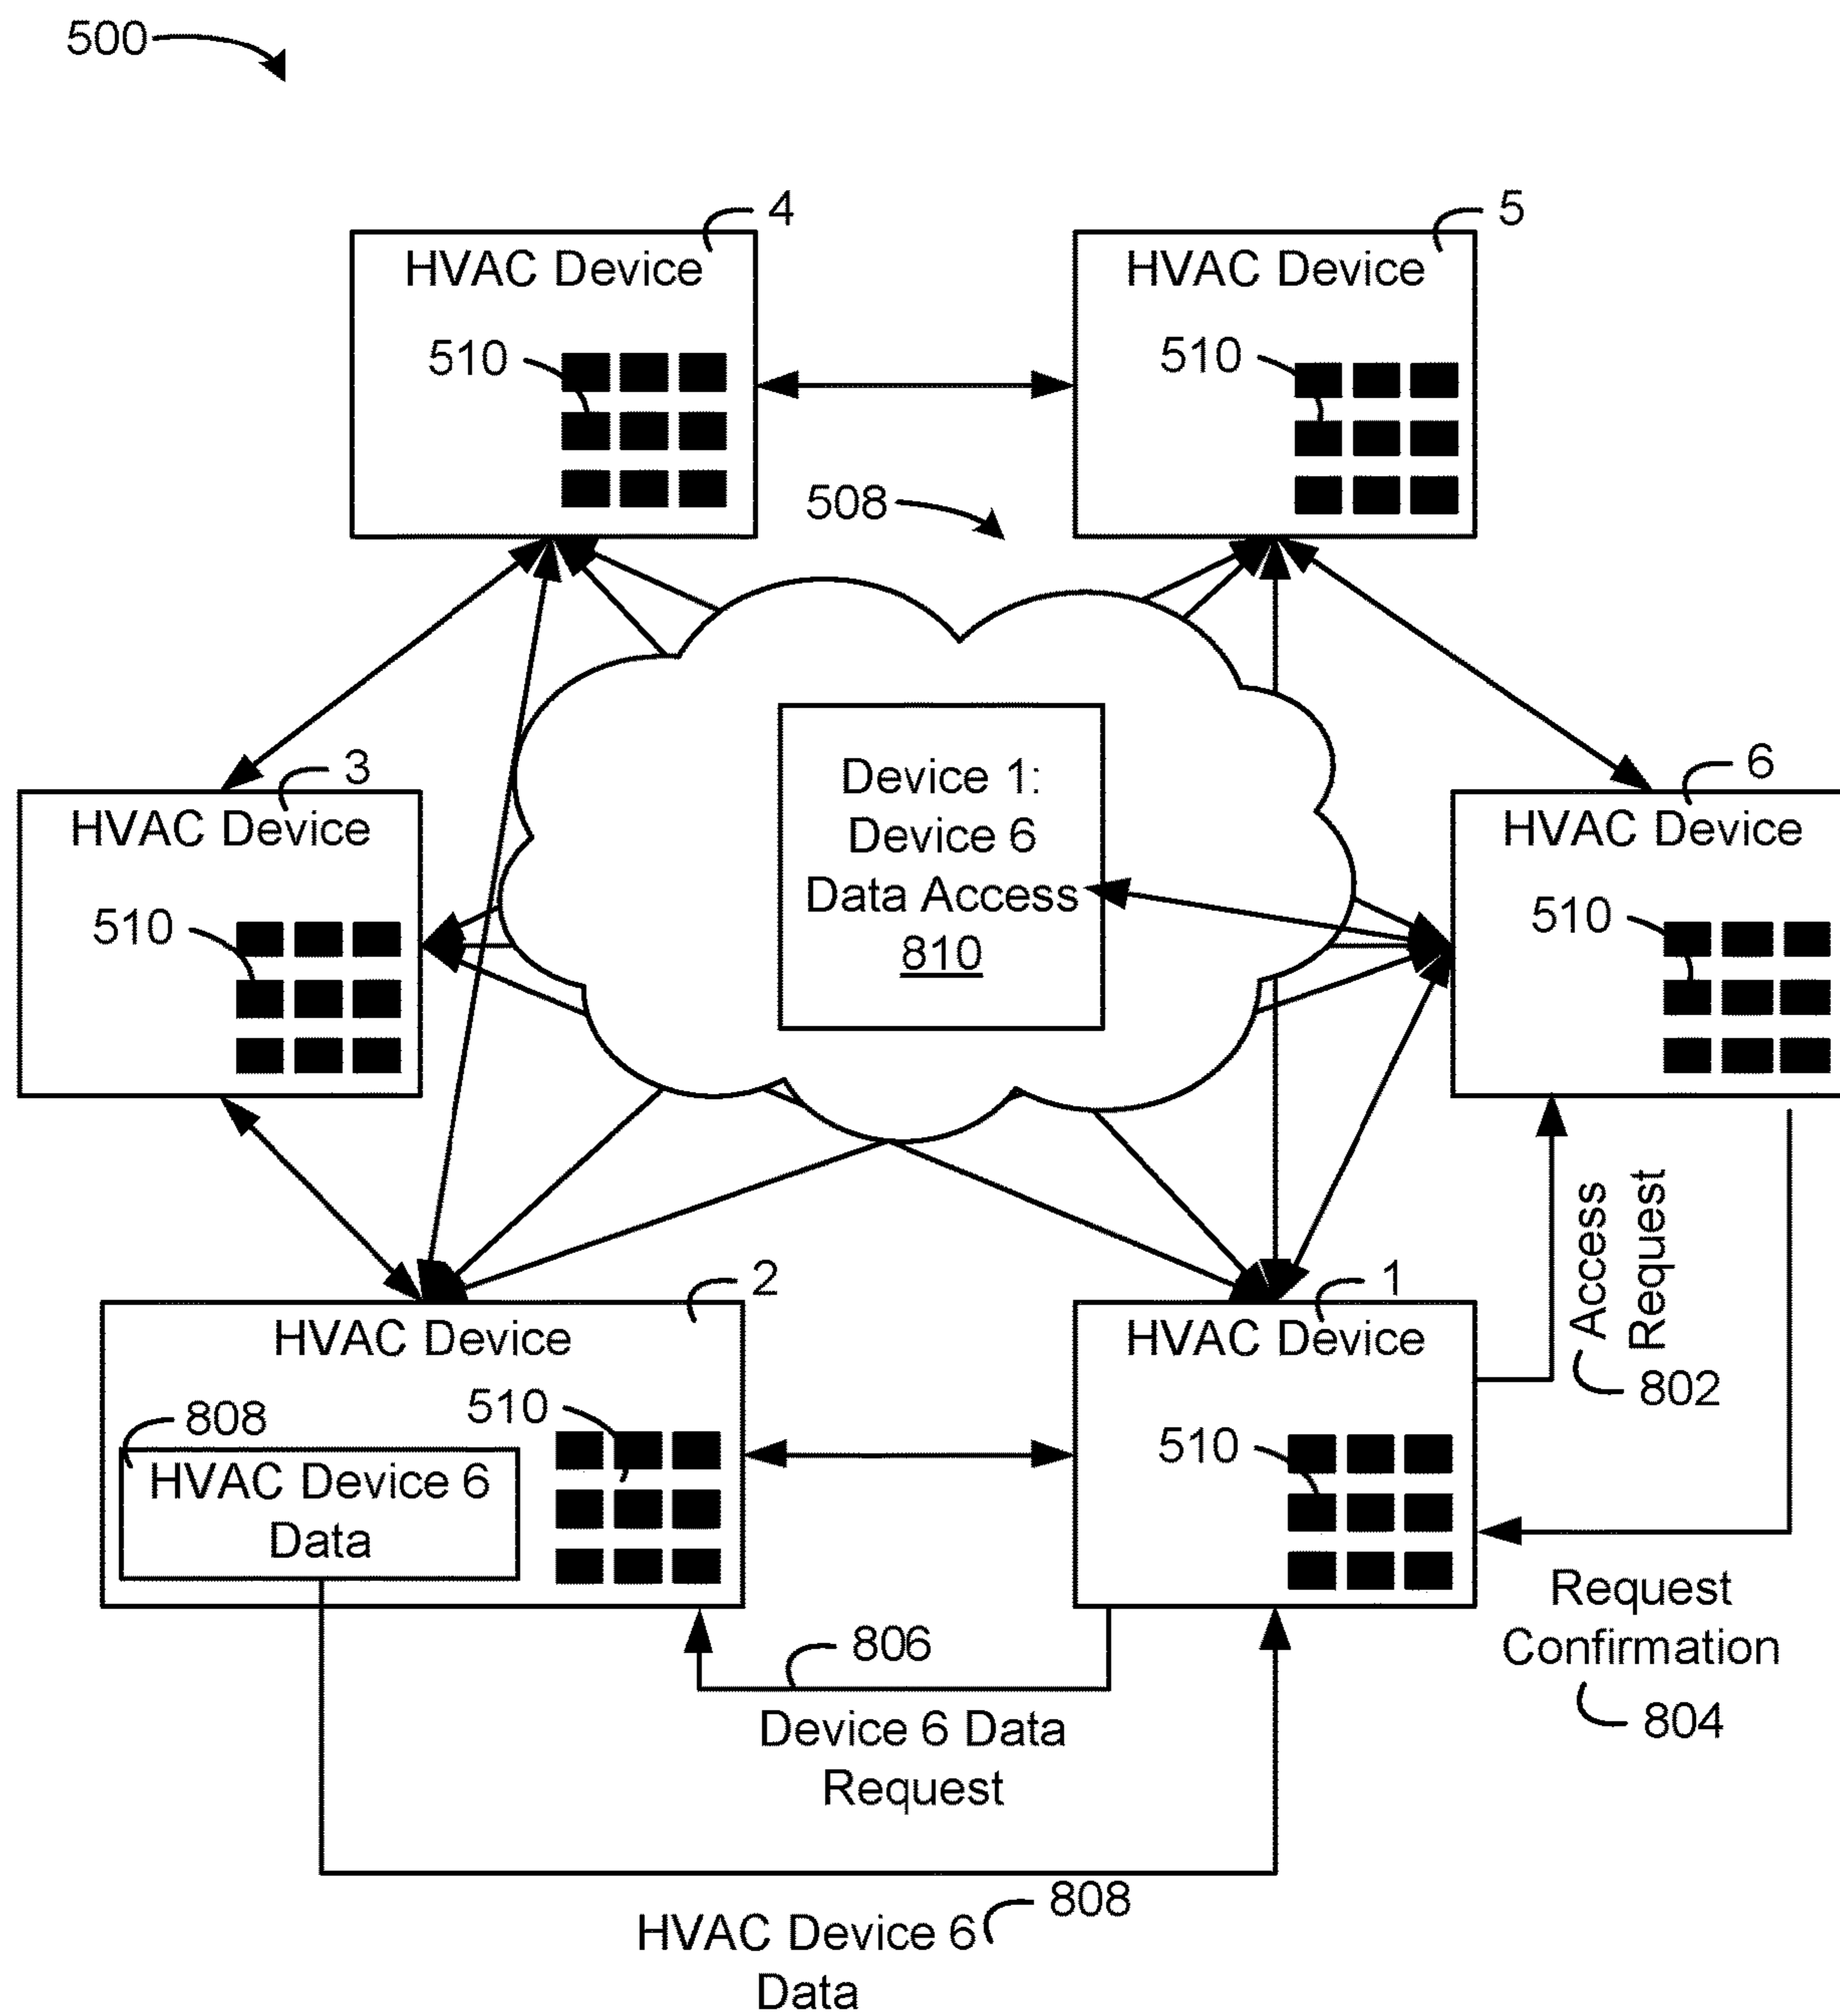 500
4
HVAC Device
510
5
HVAC Device
510
508
3
HVAC Device
510
Device 1:
Device 6
Data Access
810
6
HVAC Device
510
2
HVAC Device
808
510
HVAC Device 6
Data
1
HVAC Device
510
Access
Request
802
Request
Confirmation
804
806
Device 6 Data
Request
808
HVAC Device 6
Data